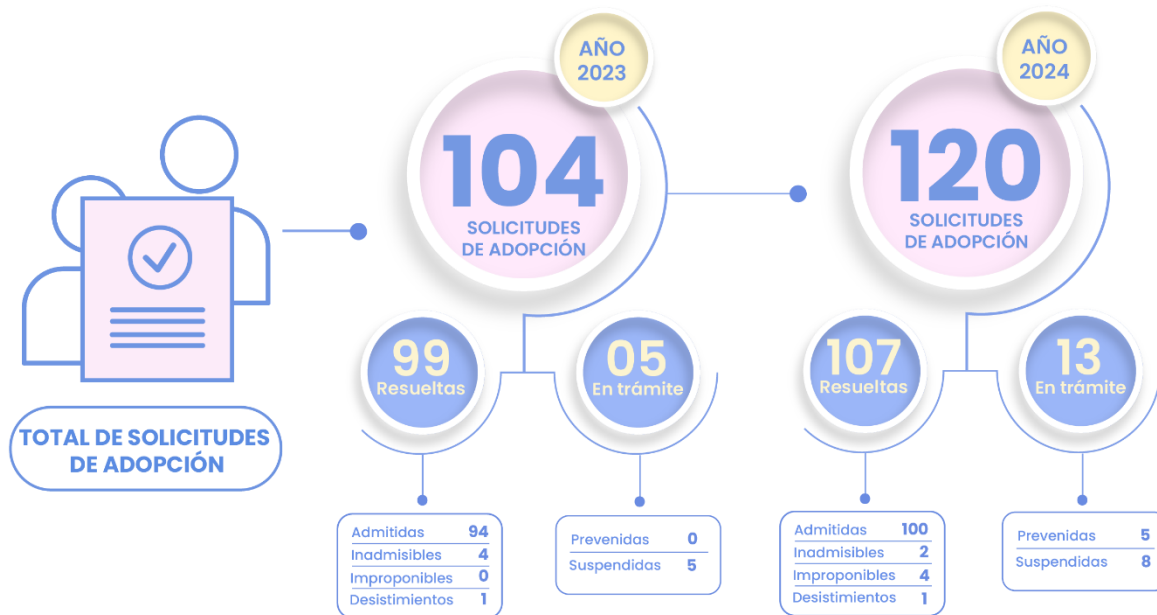 TOTAL DE SOLICITUDES
DE ADOPCIÓN
AÑO
2023
104
SOLICITUDES
DE ADOPCIÓN
99
Resueltas
05
En trámite
Admitidas 94
Inadmisibles 4
Improponibles 0
Desistimientos 1
Prevenidas 0
Suspendidas 5
AÑO
2024
120
SOLICITUDES
DE ADOPCIÓN
107
Resueltas
13
En trámite
Admitidas 100
Inadmisibles 2
Improponibles 4
Desistimientos 1
Prevenidas 5
Suspendidas 8